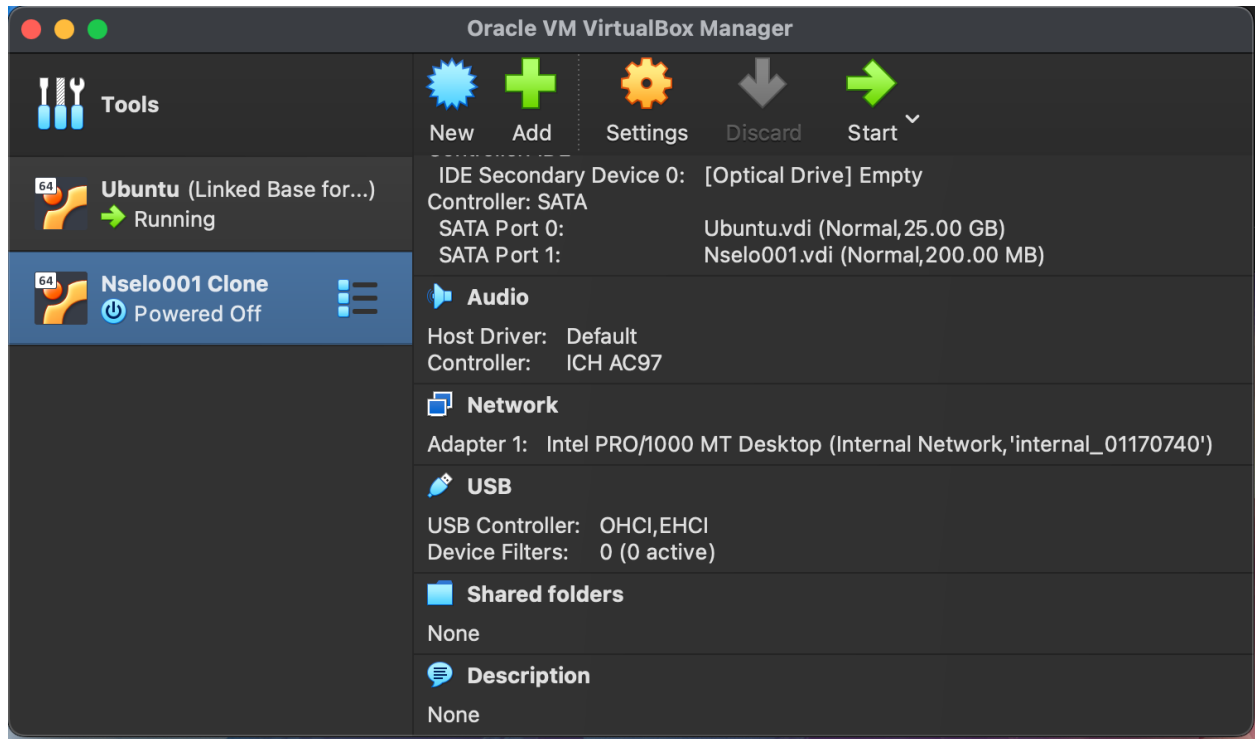 Oracle VM VirtualBox Manager
Tools
New Add Settings Discard Start
64
Ubuntu (Linked Base for...)
Running
64
Nselo001 Clone
Powered Off
IDE Secondary Device 0: [Optical Drive] Empty
Controller: SATA
SATA Port 0: Ubuntu.vdi (Normal,25.00 GB)
SATA Port 1: Nselo001.vdi (Normal,200.00 MB)
Audio
Host Driver: Default
Controller: ICH AC97
Network
Adapter 1: Intel PRO/1000 MT Desktop (Internal Network,'internal_01170740')
USB
USB Controller: OHCI,EHCI
Device Filters: 0 (0 active)
Shared folders
None
Description
None